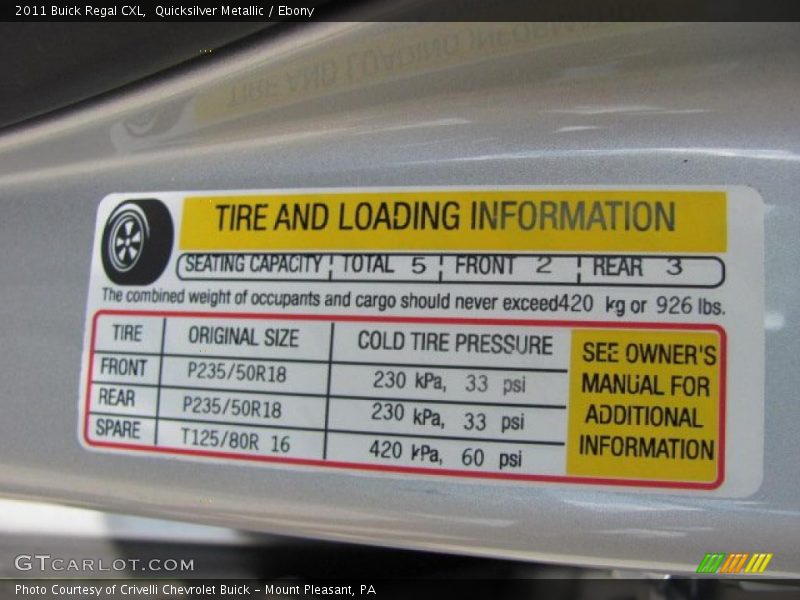 2011 Buick Regal CXL,  Quicksilver Metallic / Ebony
TIRE AND LOADING INFORMATION
TIRE AND LOADING INFORMATION
SEATING CAPACITY TOTAL 5 FRONT 2 REAR 3
The combined weight of occupants and cargo should never exceed420 kg or 926 lbs.
TIRE ORIGINAL SIZE COLD TIRE PRESSURE
FRONT P235/50R18 230 kPa, 33 psi
REAR P235/50R18 230 kPa, 33 psi
SPARE T125/80R 16 420 kPa, 60 psi
SEE OWNER'S
MANUAL FOR
ADDITIONAL
INFORMATION
GTCARLOT.COM
Photo Courtesy of Crivelli Chevrolet Buick - Mount Pleasant, PA